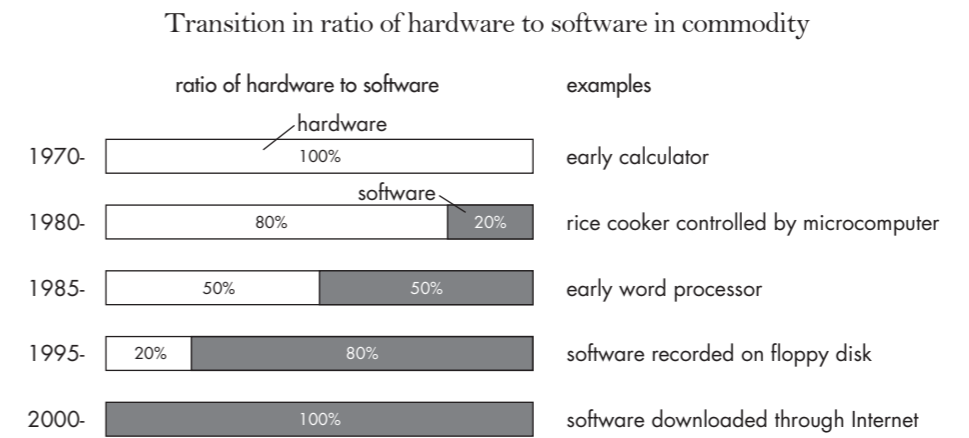 Transition in ratio of hardware to software in commodity
ratio of hardware to software examples
hardware
1970- 100% early calculator
software
1980- 80% 20% rice cooker controlled by microcomputer
1985- 50% 50% early word processor
1995- 20% 80% software recorded on floppy disk
2000- 100% software downloaded through Internet